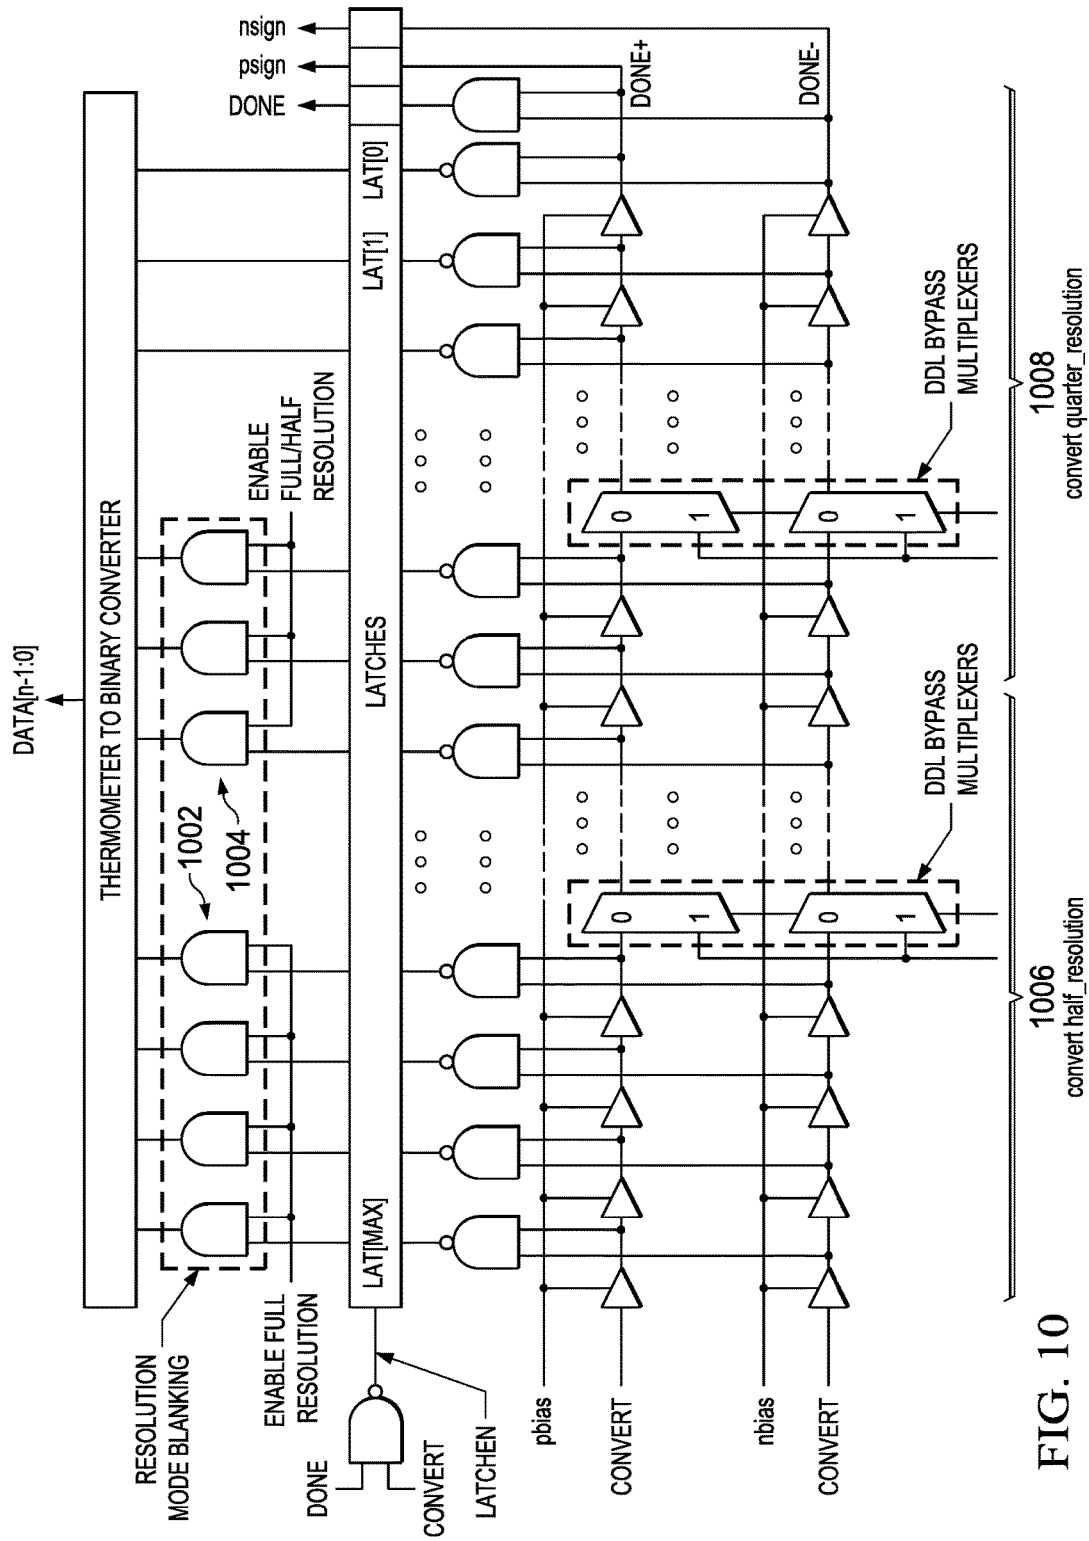 DATA[n-1:0]
THERMOMETER TO BINARY CONVERTER
RESOLUTION
MODE BLANKING
1002
1004
ENABLE FULL
RESOLUTION
ENABLE
FULL/HALF
RESOLUTION
DONE
psign
nsign
LAT[MAX]
LATCHES
LAT[1]
LAT[0]
DONE
CONVERT
LATCHEN
pbias
CONVERT
0
1
0
1
DONE+
nbias
CONVERT
0
1
0
1
DONE-
DDL BYPASS
MULTIPLEXERS
DDL BYPASS
MULTIPLEXERS
1006
convert half_resolution
1008
convert quarter_resolution
FIG. 10